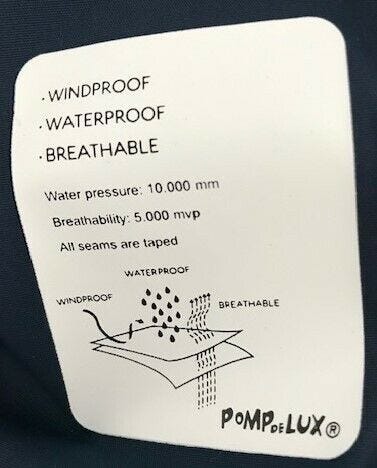 · WINDPROOF
· WATERPROOF
· BREATHABLE
Water pressure: 10.000 mm
Breathability: 5.000 mvp
All seams are taped
WATERPROOF
WINDPROOF
BREATHABLE
POMPDELUX®